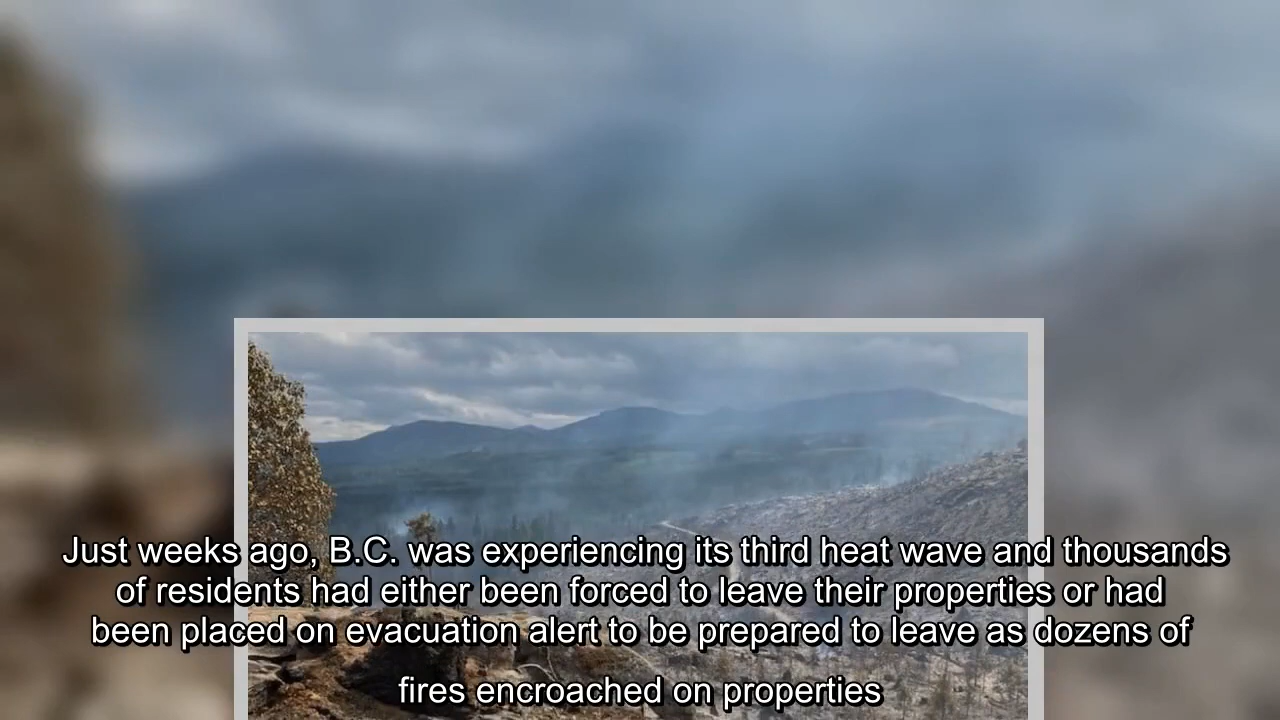 Just weeks ago, B.C. was experiencing its third heat wave and thousands
of residents had either been forced to leave their properties or had
been placed on evacuation alert to be prepared to leave as dozens of
fires encroached on properties